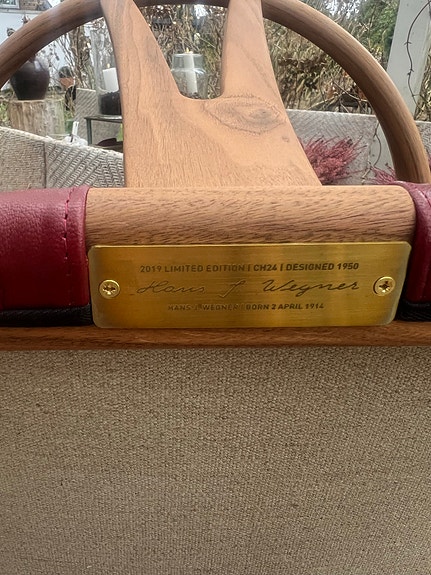 2019 LIMITED EDITION | CH24 | DESIGNED 1950
Hans J. Wegner
HANS J. WEGNER | BORN 2 APRIL 1914